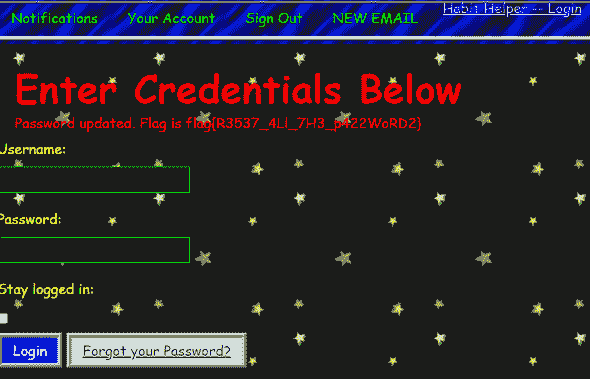 Habit Helper -- Login
Notifications Your Account Sign Out NEW EMAIL
Enter Credentials Below
Password updated. Flag is flag{R3537_4Ll_7H3_p422WoRD2}
Username:
Password:
Stay logged in:
Login Forgot your Password?